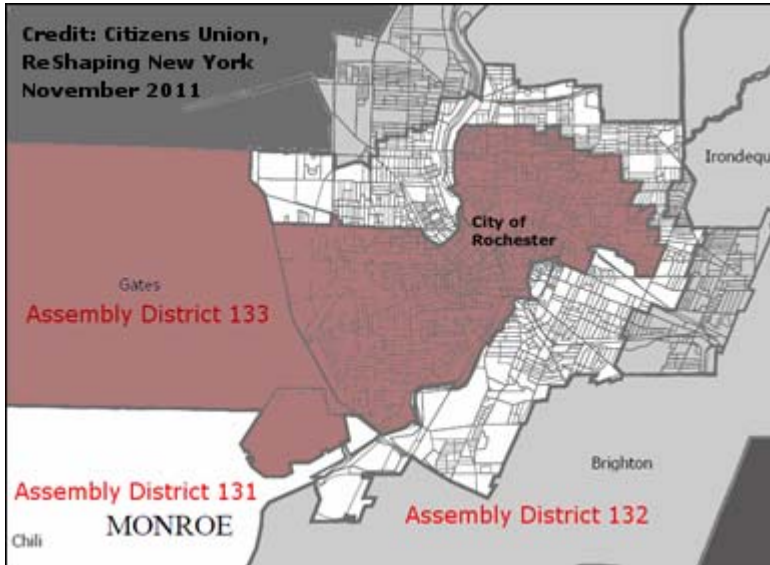 Credit: Citizens Union,
ReShaping New York
November 2011
Irondequ
City of
Rochester
Gates
Assembly District 133
Brighton
Assembly District 131
Assembly District 132
MONROE
Chili